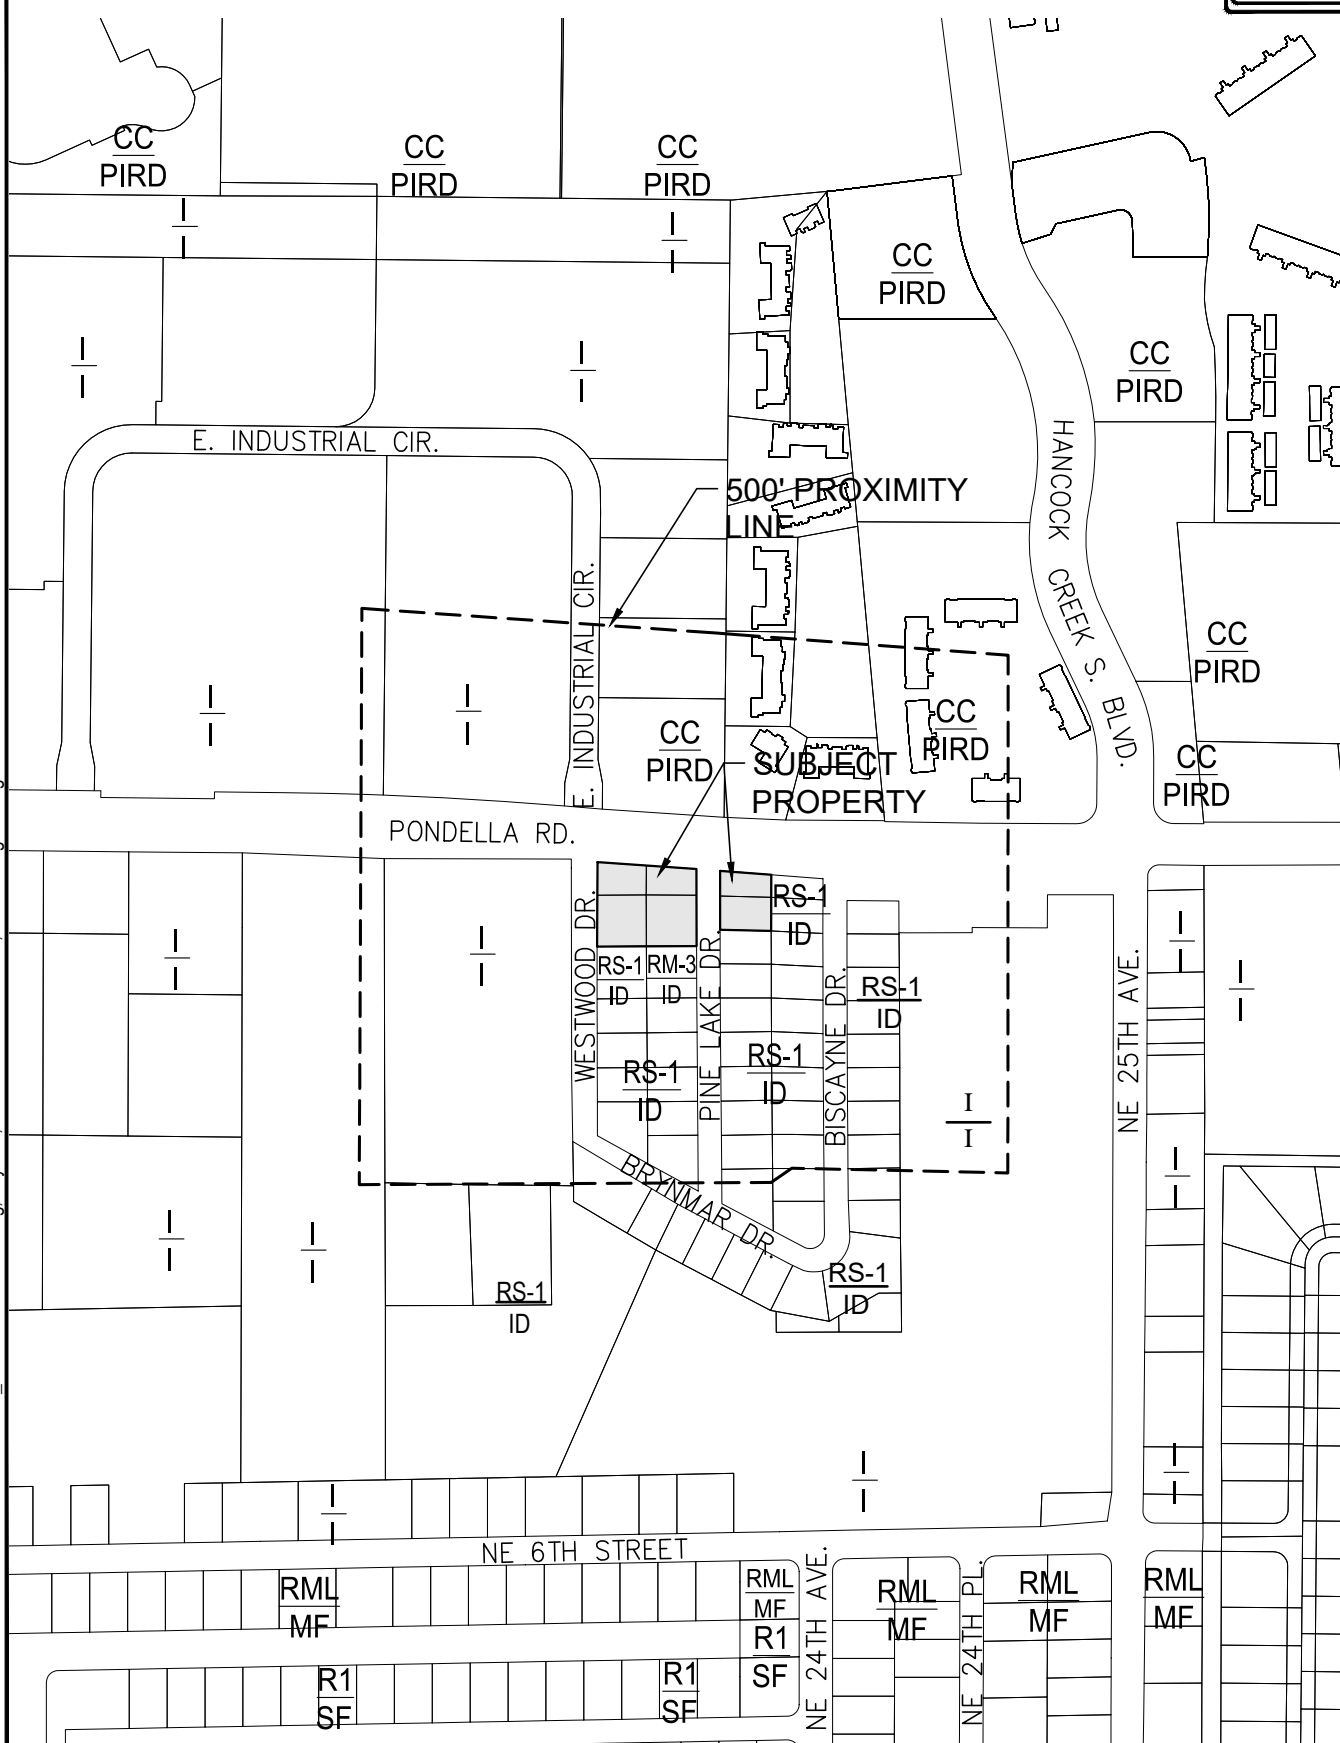 CC
PIRD
CC
PIRD
CC
PIRD
I
I
I
I
CC
PIRD
I
I
I
I
CC
PIRD
E. INDUSTRIAL CIR.
HANCOCK CREEK S. BLVD.
500' PROXIMITY
LINE
E. INDUSTRIAL CIR.
CC
PIRD
I
I
I
I
CC
PIRD
CC
PIRD
SUBJECT
PROPERTY
CC
PIRD
PONDELLA RD.
WESTWOOD DR.
RS-1
ID
I
I
I
I
RS-1
ID
RM-3
ID
PINE LAKE DR.
BISCAYNE DR.
RS-1
ID
NE 25TH AVE.
I
I
I
I
RS-1
ID
RS-1
ID
I
I
BRYNMAR DR.
I
I
I
I
I
I
RS-1
ID
RS-1
ID
I
I
I
I
I
I
NE 6TH STREET
RML
MF
RML
MF
NE 24TH AVE.
RML
MF
NE 24TH PL.
RML
MF
RML
MF
R1
SF
R1
SF
R1
SF